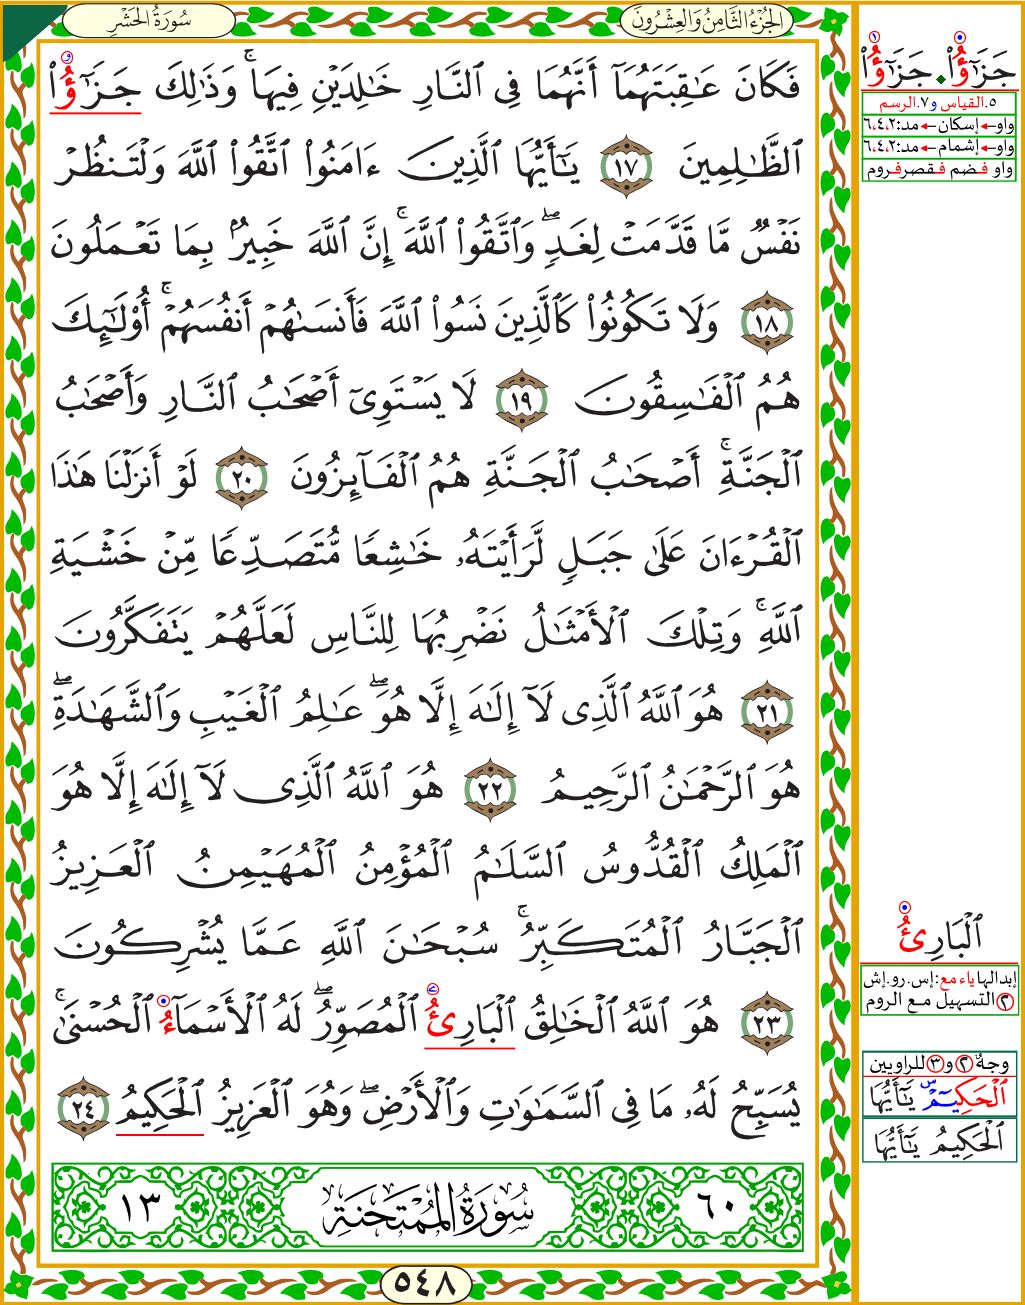 سُورَةُ الحَشْرِ
الجُزْءُ الثَّامِنُ وَالعِشْرُونَ
فَكَانَ عَٰقِبَتَهُمَآ أَنَّهُمَا فِى ٱلنَّارِ خَٰلِدَيْنِ فِيهَاۚ وَذَٰلِكَ جَزَٰٓؤُا۟
ٱلظَّٰلِمِينَ ١٧ يَٰٓأَيُّهَا ٱلَّذِينَ ءَامَنُوا۟ ٱتَّقُوا۟ ٱللَّهَ وَلْتَنظُرْ
نَفْسٌ مَّا قَدَّمَتْ لِغَدٍۖ وَٱتَّقُوا۟ ٱللَّهَۚ إِنَّ ٱللَّهَ خَبِيرٌۢ بِمَا تَعْمَلُونَ
١٨ وَلَا تَكُونُوا۟ كَٱلَّذِينَ نَسُوا۟ ٱللَّهَ فَأَنسَىٰهُمْ أَنفُسَهُمْۚ أُو۟لَٰٓئِكَ
هُمُ ٱلْفَٰسِقُونَ ١٩ لَا يَسْتَوِىٓ أَصْحَٰبُ ٱلنَّارِ وَأَصْحَٰبُ
ٱلْجَنَّةِۚ أَصْحَٰبُ ٱلْجَنَّةِ هُمُ ٱلْفَآئِزُونَ ٢٠ لَوْ أَنزَلْنَا هَٰذَا
ٱلْقُرْءَانَ عَلَىٰ جَبَلٍ لَّرَأَيْتَهُۥ خَٰشِعًا مُّتَصَدِّعًا مِّنْ خَشْيَةِ
ٱللَّهِۚ وَتِلْكَ ٱلْأَمْثَٰلُ نَضْرِبُهَا لِلنَّاسِ لَعَلَّهُمْ يَتَفَكَّرُونَ
٢١ هُوَ ٱللَّهُ ٱلَّذِى لَآ إِلَٰهَ إِلَّا هُوَۖ عَٰلِمُ ٱلْغَيْبِ وَٱلشَّهَٰدَةِۖ
هُوَ ٱلرَّحْمَٰنُ ٱلرَّحِيمُ ٢٢ هُوَ ٱللَّهُ ٱلَّذِى لَآ إِلَٰهَ إِلَّا هُوَ
ٱلْمَلِكُ ٱلْقُدُّوسُ ٱلسَّلَٰمُ ٱلْمُؤْمِنُ ٱلْمُهَيْمِنُ ٱلْعَزِيزُ
ٱلْجَبَّارُ ٱلْمُتَكَبِّرُۚ سُبْحَٰنَ ٱللَّهِ عَمَّا يُشْرِكُونَ
٢٣ هُوَ ٱللَّهُ ٱلْخَٰلِقُ ٱلْبَارِئُ ٱلْمُصَوِّرُۖ لَهُ ٱلْأَسْمَآءُ ٱلْحُسْنَىٰۚ
يُسَبِّحُ لَهُۥ مَا فِى ٱلسَّمَٰوَٰتِ وَٱلْأَرْضِۖ وَهُوَ ٱلْعَزِيزُ ٱلْحَكِيمُ ٢٤
٦٠ سُورَةُ المُمْتَحَنَةِ ١٣
٥٤٨
جَزَٰٓؤُا۟ . جَزَٰٓؤُا۟
٥.القياس و٧.الرسم
واو←إسكان←مد:٦،٤،٢
واو←إشمام←مد:٦،٤،٢
واو فضم فقصر فروم
ٱلْبَارِئُ
إبدالها ياء مع:إس.رو.إش
٢ التسهيل مع الروم
وجهُ ٢ و٣ للراويين
ٱلْحَكِيمُ يَٰٓأَيُّهَا
ٱلْحَكِيمُ يَٰٓأَيُّهَا